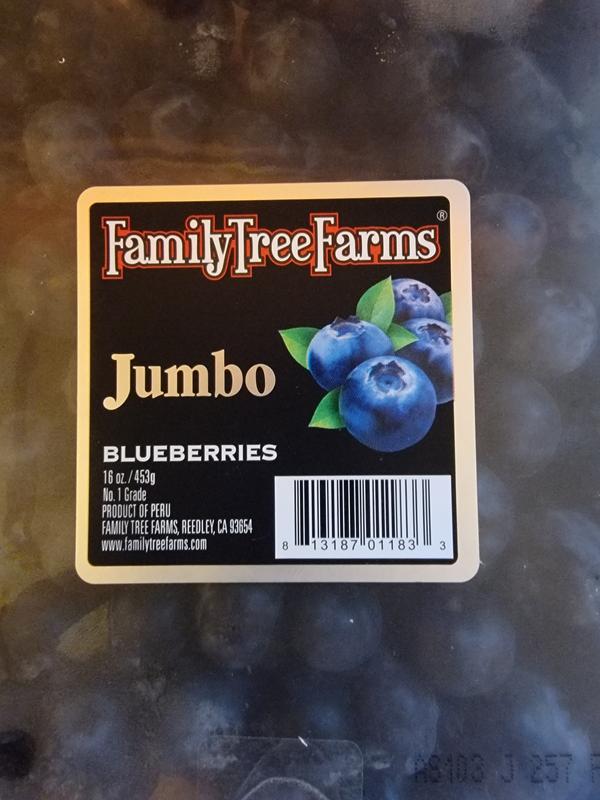 FamilyTreeFarms®
Jumbo
BLUEBERRIES
16 oz. / 453g
No. 1 Grade
PRODUCT OF PERU
FAMILY TREE FARMS, REEDLEY, CA 93654
www.familytreefarms.com
8 13187 01183 3
J 257